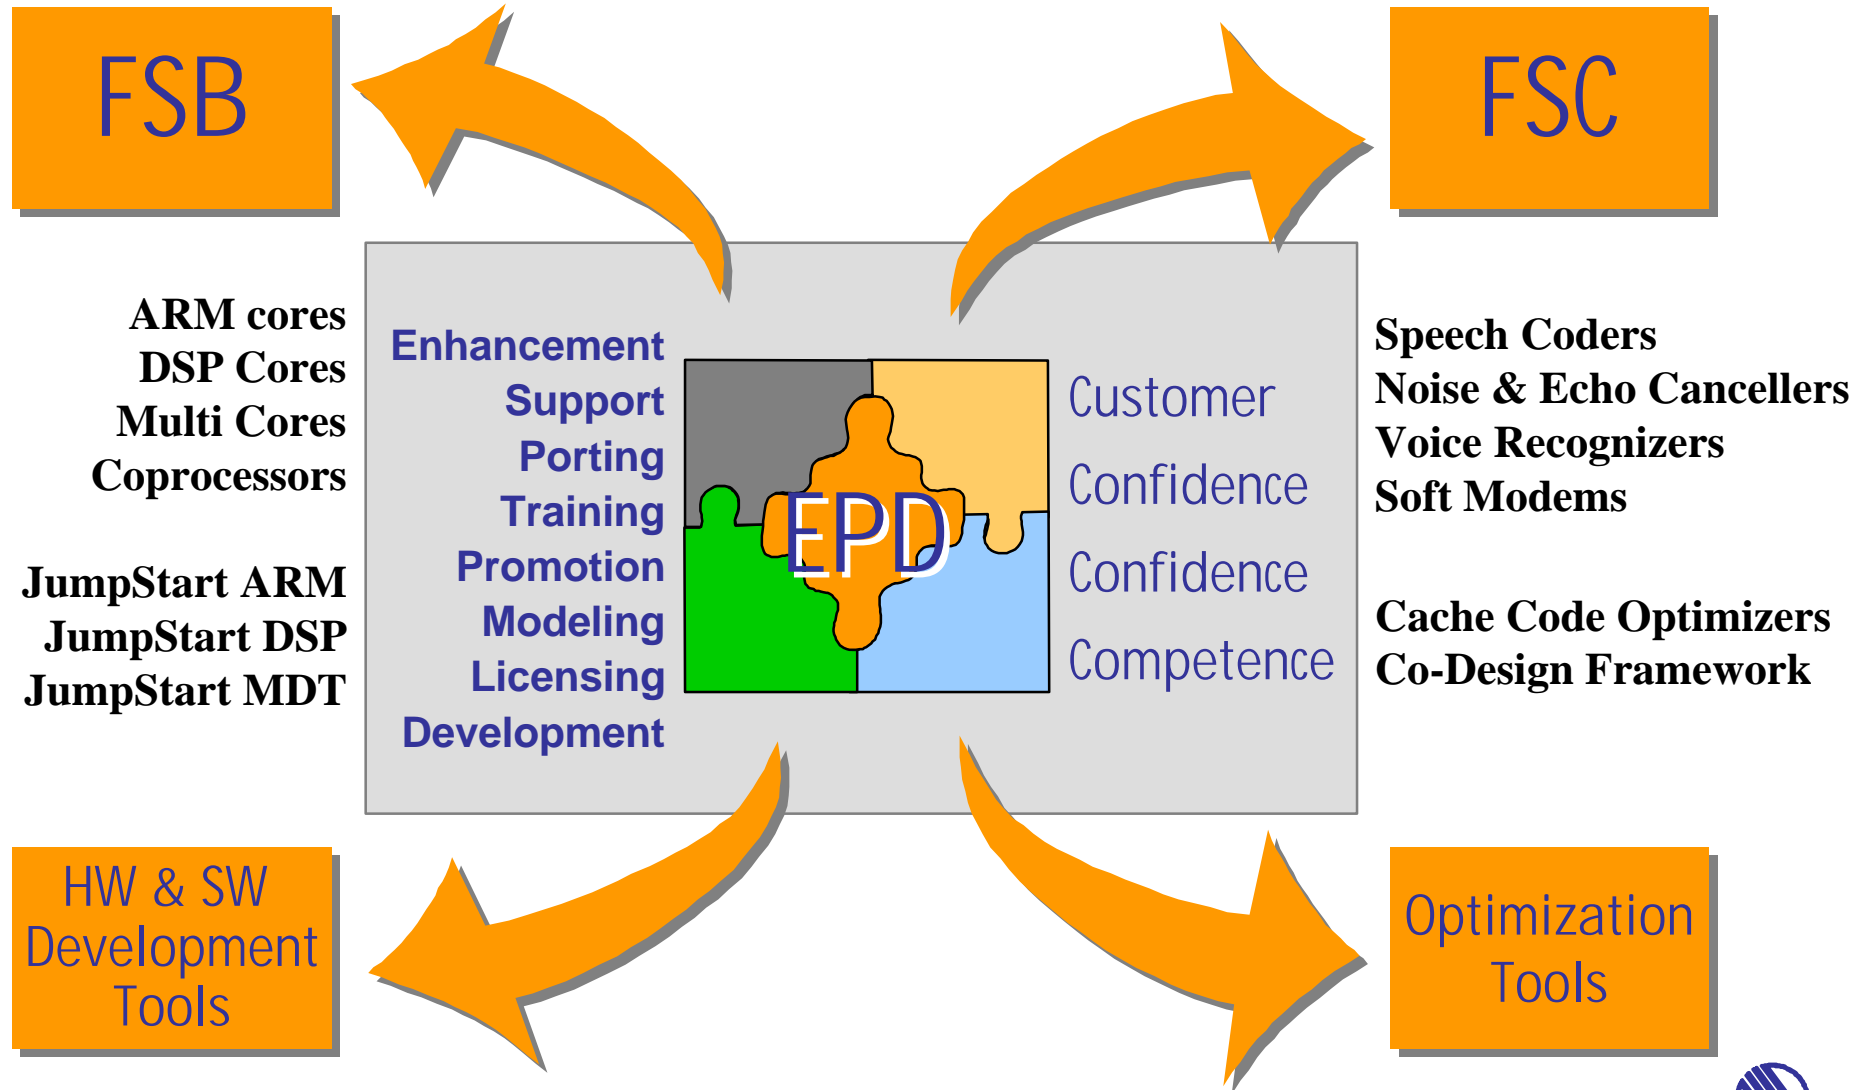 FSB
FSC
ARM cores
DSP Cores
Multi Cores
Coprocessors
JumpStart ARM
JumpStart DSP
JumpStart MDT
Enhancement
Support
Porting
Training
Promotion
Modeling
Licensing
Development
EPD
Customer
Confidence
Confidence
Competence
Speech Coders
Noise & Echo Cancellers
Voice Recognizers
Soft Modems
Cache Code Optimizers
Co-Design Framework
HW & SW
Development
Tools
Optimization
Tools